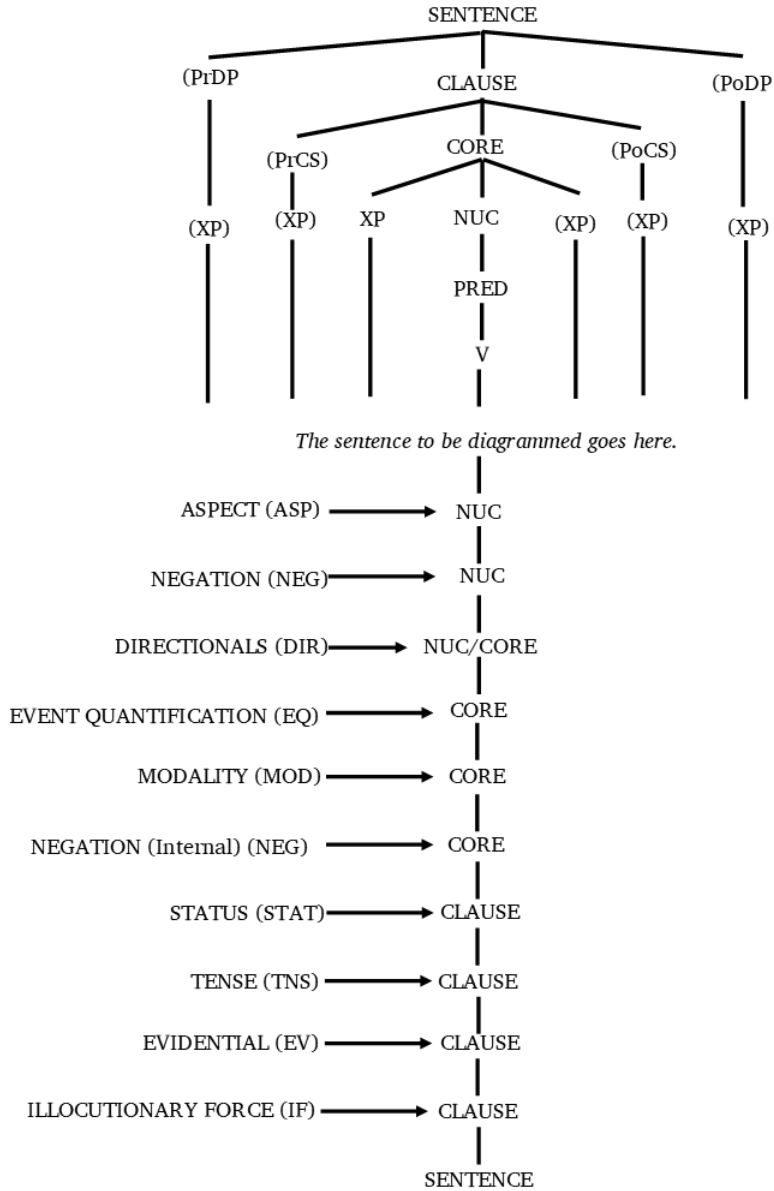 SENTENCE
(PrDP CLAUSE (PoDP
(PrCS) CORE (PoCS)
(XP) (XP) XP NUC (XP) (XP) (XP)
PRED
V
The sentence to be diagrammed goes here.
ASPECT (ASP) NUC
NEGATION (NEG) NUC
DIRECTIONALS (DIR) NUC/CORE
EVENT QUANTIFICATION (EQ) CORE
MODALITY (MOD) CORE
NEGATION (Internal) (NEG) CORE
STATUS (STAT) CLAUSE
TENSE (TNS) CLAUSE
EVIDENTIAL (EV) CLAUSE
ILLOCUTIONARY FORCE (IF) CLAUSE
SENTENCE